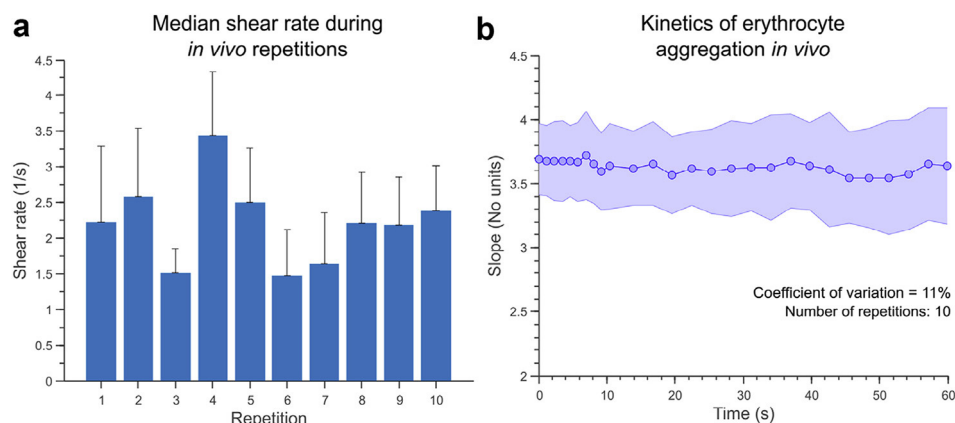 a
Median shear rate during
in vivo repetitions
4.5
4
3.5
3
2.5
2
1.5
1
0.5
0
Shear rate (1/s)
1 2 3 4 5 6 7 8 9 10
Repetition
b
Kinetics of erythrocyte
aggregation in vivo
4.5
4
3.5
3
2.5
2
Slope (No units)
Coefficient of variation = 11%
Number of repetitions: 10
0 10 20 30 40 50 60
Time (s)